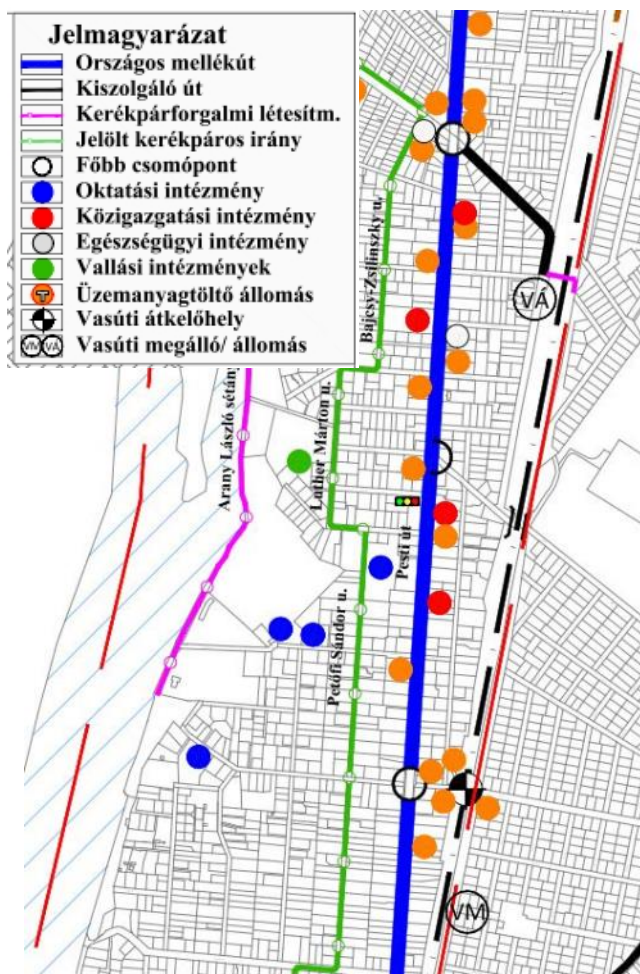 Jelmagyarázat
Országos mellékút
Kiszolgáló út
Kerékpárforgalmi létesítm.
Jelölt kerékpáros irány
Főbb csomópont
Oktatási intézmény
Közigazgatási intézmény
Egészségügyi intézmény
Vallási intézmények
T Üzemanyagtöltő állomás
Vasúti átkelőhely
VM VÁ Vasúti megálló/ állomás
Bajcsy-Zsilinszky u.
VÁ
Arany László sétány
Luther Márton u.
Pesti út
Petőfi Sándor u.
VM